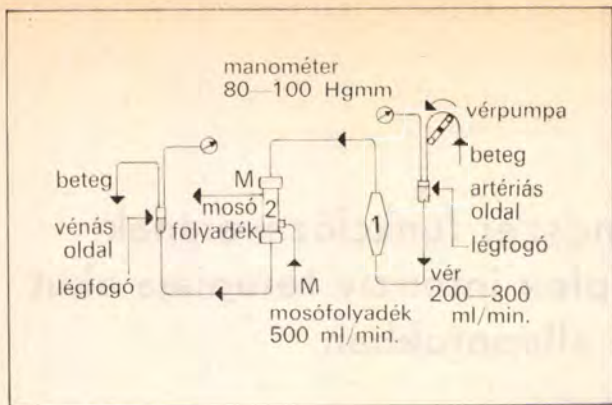 manométer
80—100 Hgmm
vérpumpa
beteg
artériás
oldal
légfogó
vér
200—300
ml/min.
1
M
mosó 2
folyadék
M
mosófolyadék
500 ml/min.
beteg
vénás
oldal
légfogó